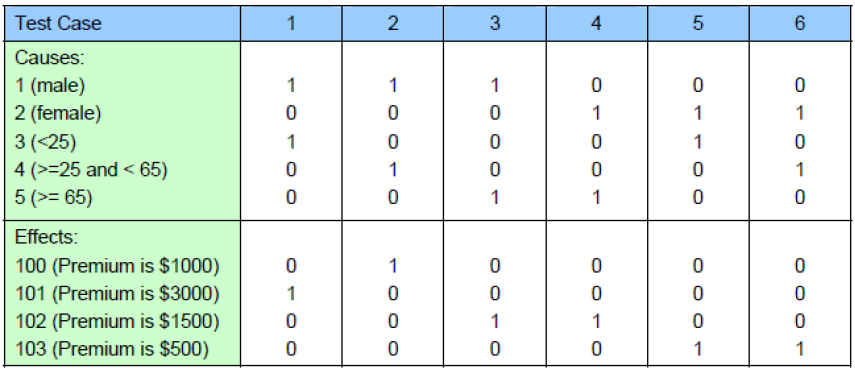 Test Case 1 2 3 4 5 6
Causes:
1 (male) 1 1 1 0 0 0
2 (female) 0 0 0 1 1 1
3 (<25) 1 0 0 0 1 0
4 (>=25 and < 65) 0 1 0 0 0 1
5 (>= 65) 0 0 1 1 0 0
Effects:
100 (Premium is $1000) 0 1 0 0 0 0
101 (Premium is $3000) 1 0 0 0 0 0
102 (Premium is $1500) 0 0 1 1 0 0
103 (Premium is $500) 0 0 0 0 1 1